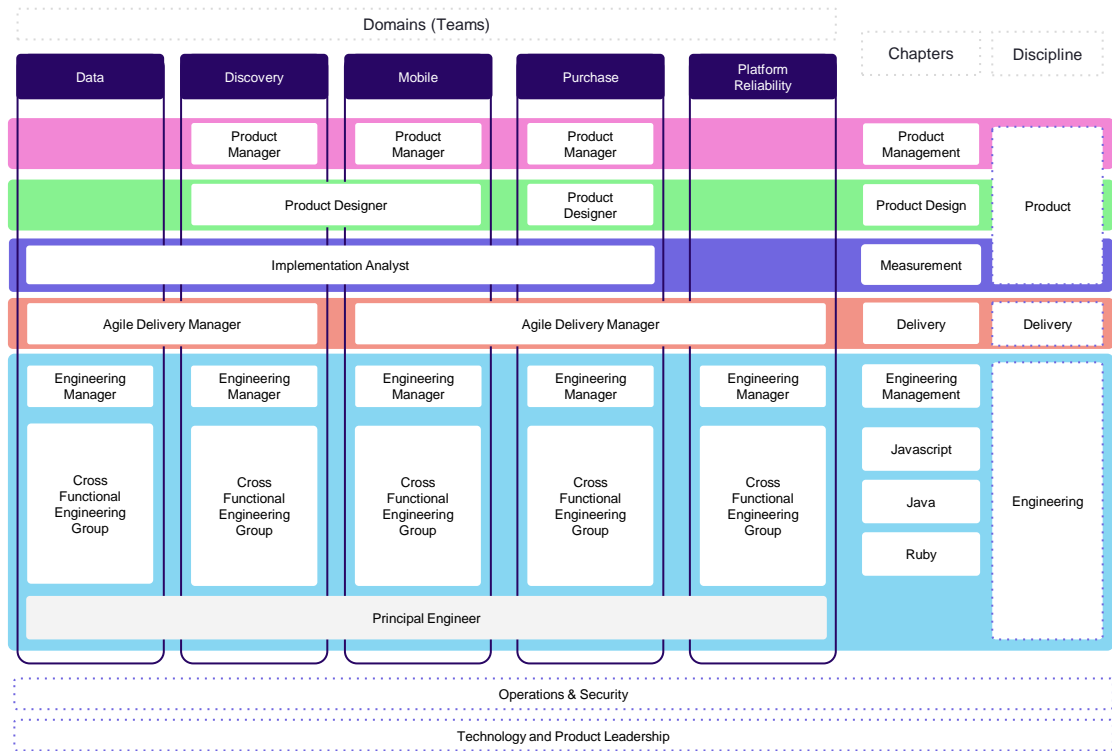 Domains (Teams)
Chapters
Discipline
Data
Discovery
Mobile
Purchase
Platform
Reliability
Product
Manager
Product
Manager
Product
Manager
Product
Management
Product Designer
Product
Designer
Product Design
Product
Implementation Analyst
Measurement
Agile Delivery Manager
Agile Delivery Manager
Delivery
Delivery
Engineering
Manager
Engineering
Manager
Engineering
Manager
Engineering
Manager
Engineering
Manager
Engineering
Management
Cross
Functional
Engineering
Group
Cross
Functional
Engineering
Group
Cross
Functional
Engineering
Group
Cross
Functional
Engineering
Group
Cross
Functional
Engineering
Group
Javascript
Java
Ruby
Engineering
Principal Engineer
Operations & Security
Technology and Product Leadership